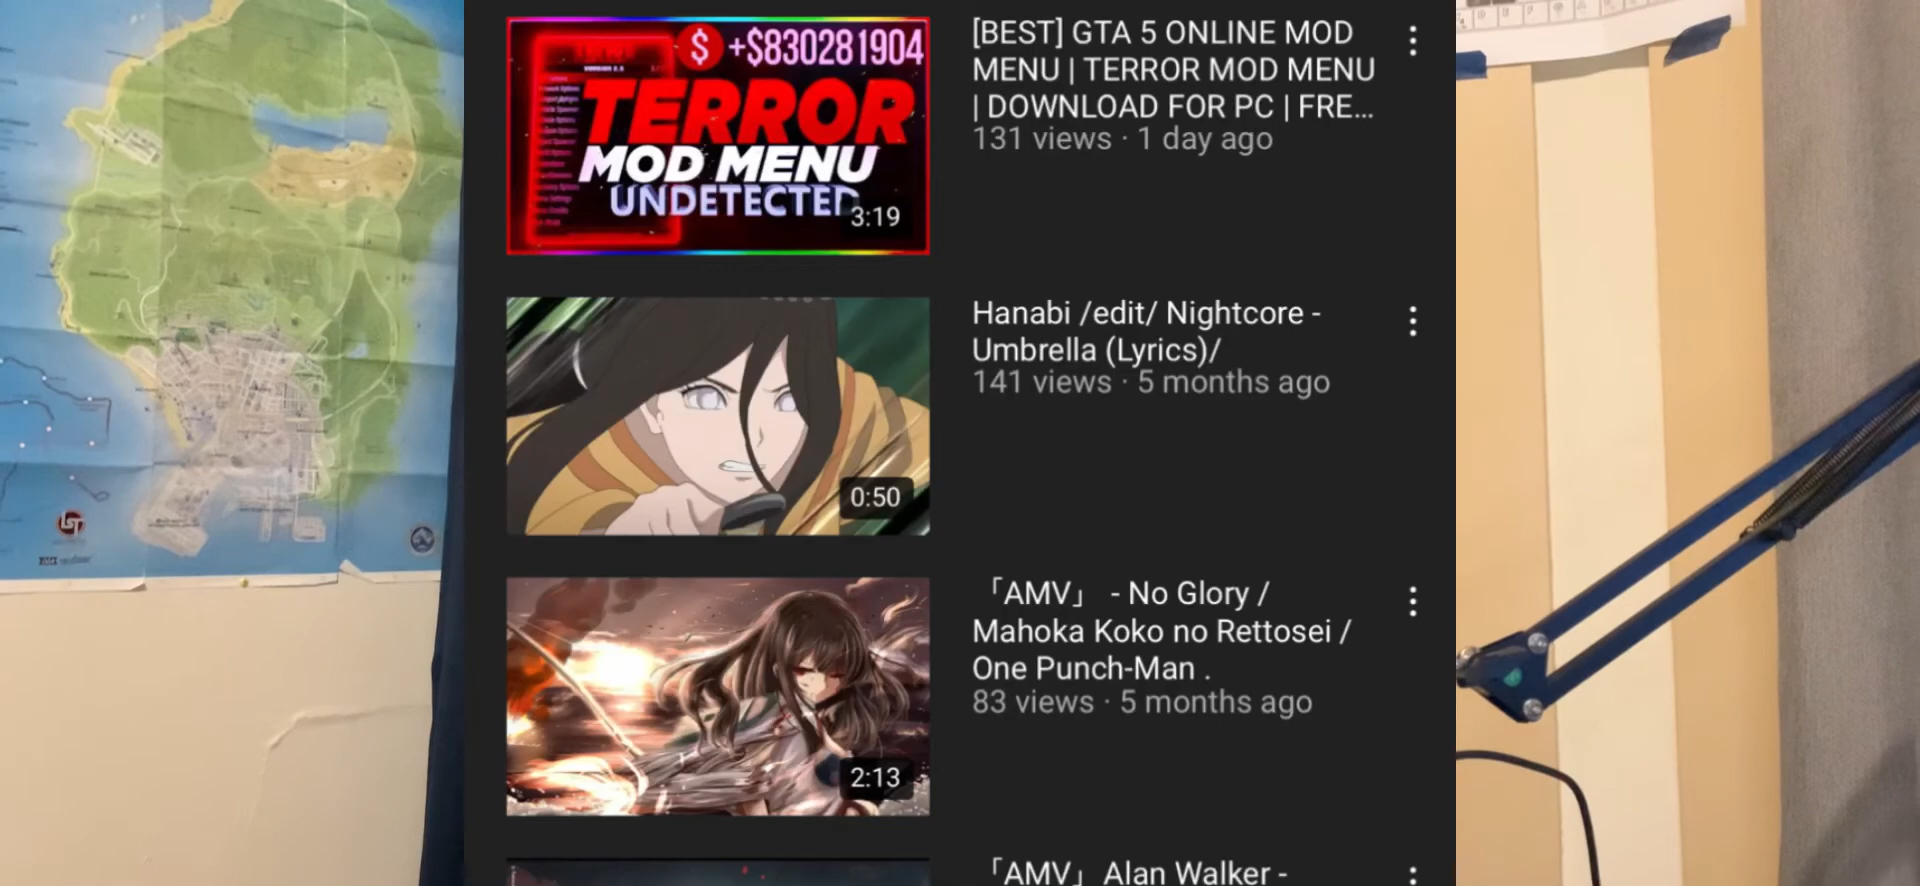 $ +$830281904
TERROR
MOD MENU
UNDETECTED
3:19
[BEST] GTA 5 ONLINE MOD
MENU | TERROR MOD MENU
| DOWNLOAD FOR PC | FRE...
131 views · 1 day ago
Hanabi /edit/ Nightcore -
Umbrella (Lyrics)/
141 views · 5 months ago
0:50
「AMV」 - No Glory /
Mahoka Koko no Rettosei /
One Punch-Man .
83 views · 5 months ago
2:13
「AMV」 Alan Walker -